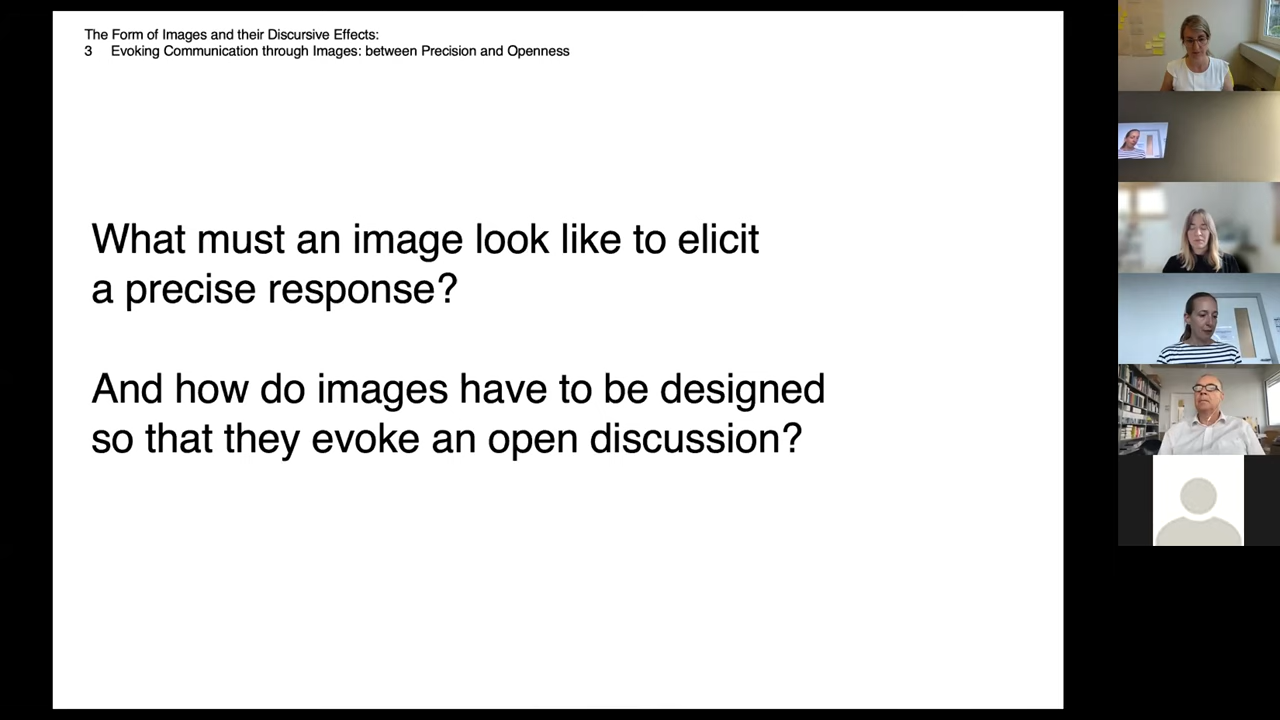 The Form of Images and their Discursive Effects:
3 Evoking Communication through Images: between Precision and Openness
What must an image look like to elicit
a precise response?
And how do images have to be designed
so that they evoke an open discussion?